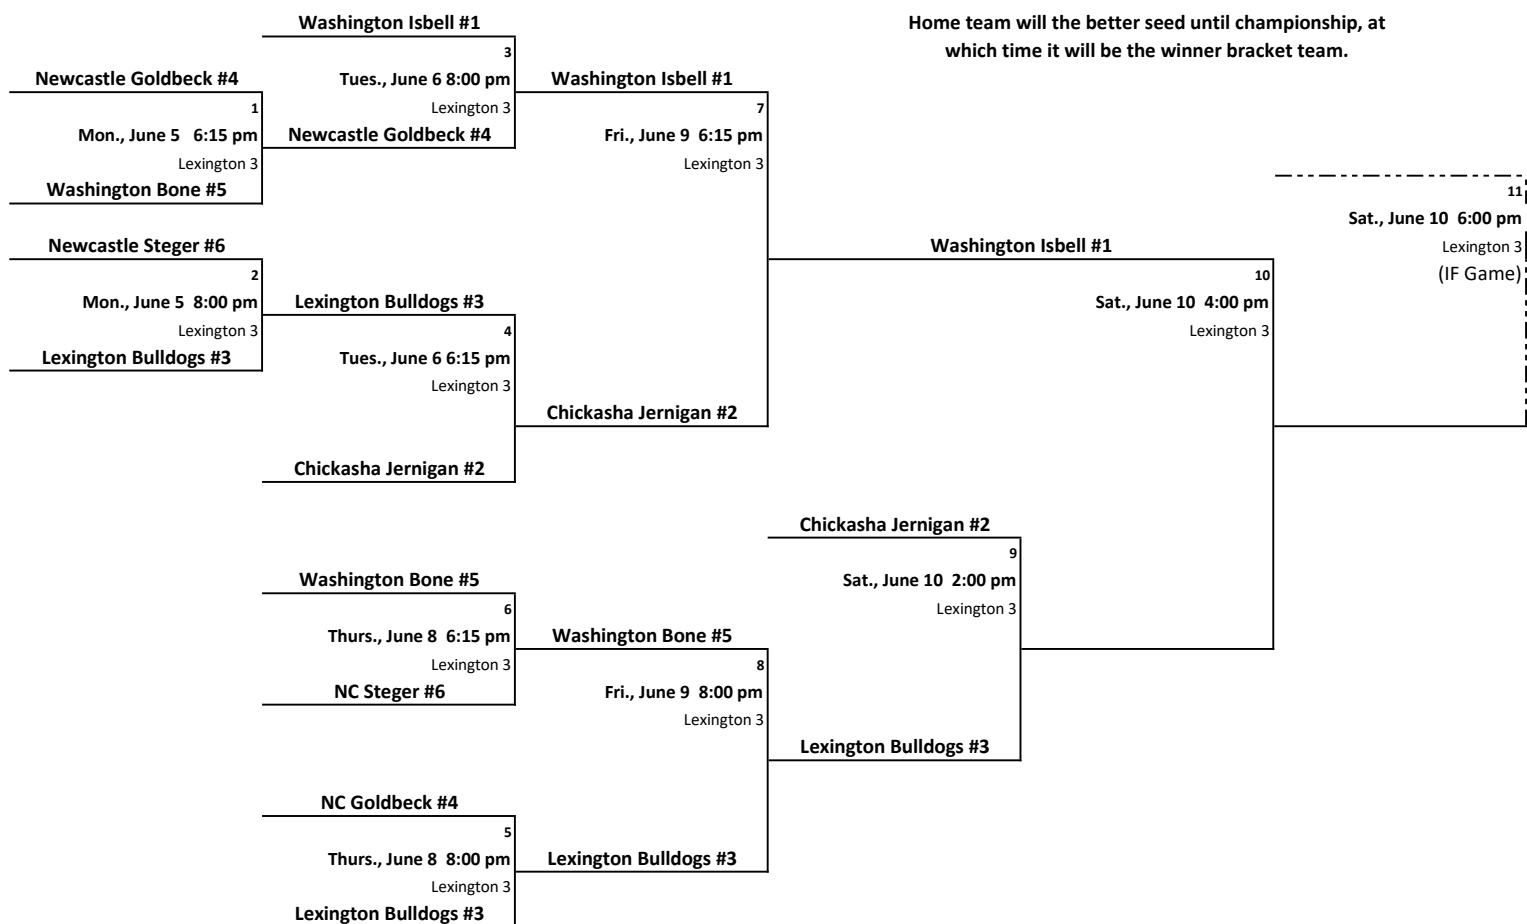 Washington Isbell #1
Home team will the better seed until championship, at
which time it will be the winner bracket team.
3
Newcastle Goldbeck #4
Tues., June 6 8:00 pm
Washington Isbell #1
1
Lexington 3
7
Mon., June 5 6:15 pm
Newcastle Goldbeck #4
Fri., June 9 6:15 pm
Lexington 3
Lexington 3
Washington Bone #5
11
Sat., June 10 6:00 pm
Newcastle Steger #6
Washington Isbell #1
Lexington 3
2
10
(IF Game)
Mon., June 5 8:00 pm
Lexington Bulldogs #3
Sat., June 10 4:00 pm
Lexington 3
4
Lexington 3
Lexington Bulldogs #3
Tues., June 6 6:15 pm
Lexington 3
Chickasha Jernigan #2
Chickasha Jernigan #2
Chickasha Jernigan #2
9
Washington Bone #5
Sat., June 10 2:00 pm
6
Lexington 3
Thurs., June 8 6:15 pm
Washington Bone #5
Lexington 3
8
NC Steger #6
Fri., June 9 8:00 pm
Lexington 3
Lexington Bulldogs #3
NC Goldbeck #4
5
Thurs., June 8 8:00 pm
Lexington Bulldogs #3
Lexington 3
Lexington Bulldogs #3